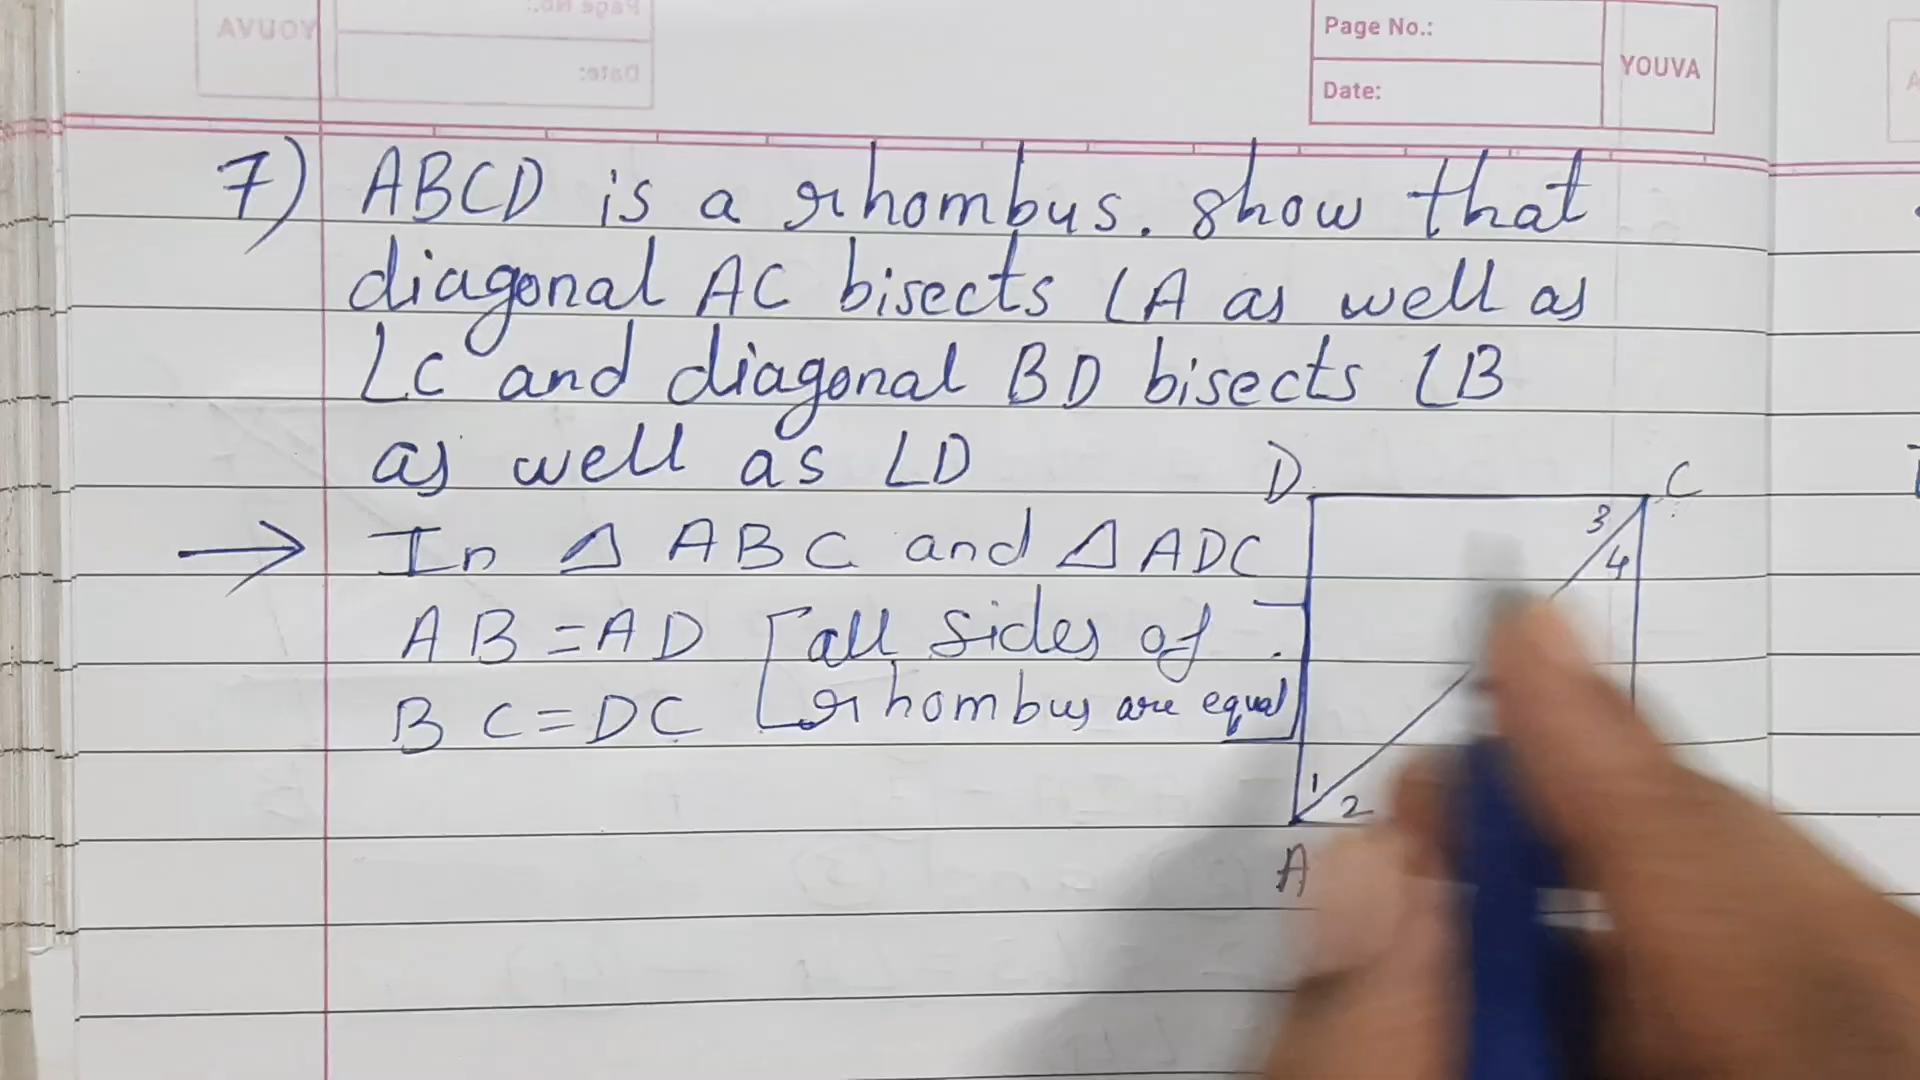 Page No.:
Date:
YOUVA
7) ABCD is a rhombus. show that
diagonal AC bisects ∠A as well as
∠C and diagonal BD bisects ∠B
as well as ∠D
D C
→ In △ ABC and △ ADC
3
4
AB = AD [all sides of
BC = DC rhombus are equal]
1
2
A